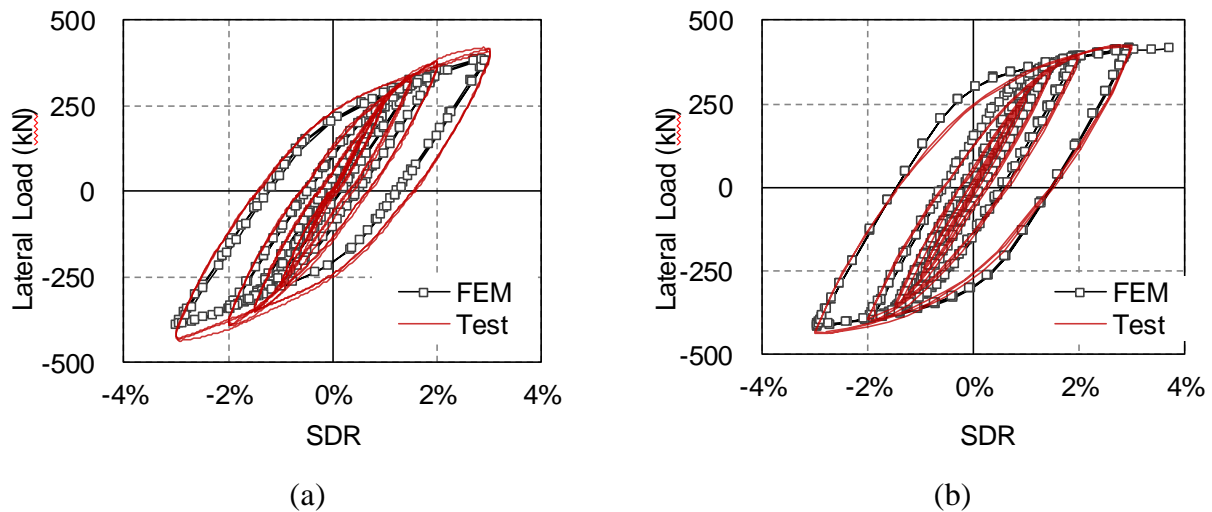 500
250
0
-250
-500
Lateral Load (kN)
-4%
-2%
0%
2%
4%
SDR
FEM
Test
(a)
500
250
0
-250
-500
Lateral Load (kN)
-4%
-2%
0%
2%
4%
SDR
FEM
Test
(b)